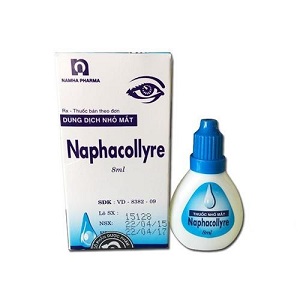 NAMHA PHARMA
Rx - Thuốc bán theo đơn
DUNG DỊCH NHỎ MẮT
Naphacollyre
8ml
SĐK : VD - 8382 - 09
Lô SX : 15128
NSX: 22/04/15
22/04/17
THUỐC NHỎ MẮT
Naphacollyre
8ml